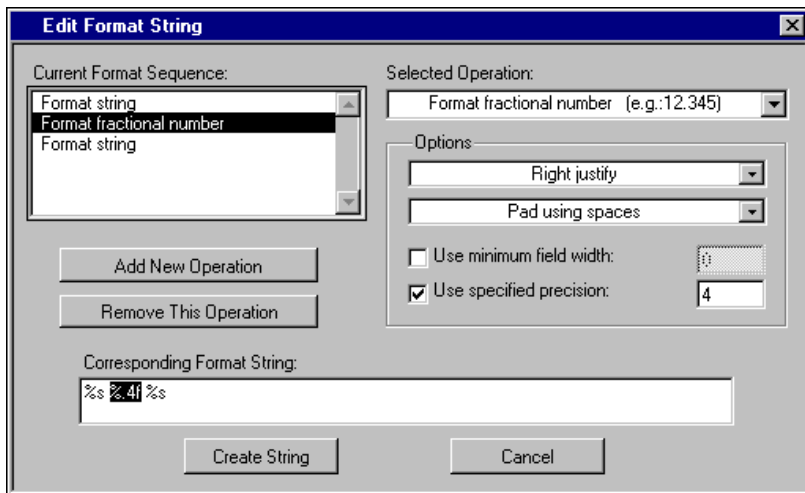 Edit Format String
Current Format Sequence:
Format string
Format fractional number
Format string
Add New Operation
Remove This Operation
Selected Operation:
Format fractional number (e.g.:12.345)
Options
Right justify
Pad using spaces
Use minimum field width: 0
Use specified precision: 4
Corresponding Format String:
%s %.4f %s
Create String
Cancel